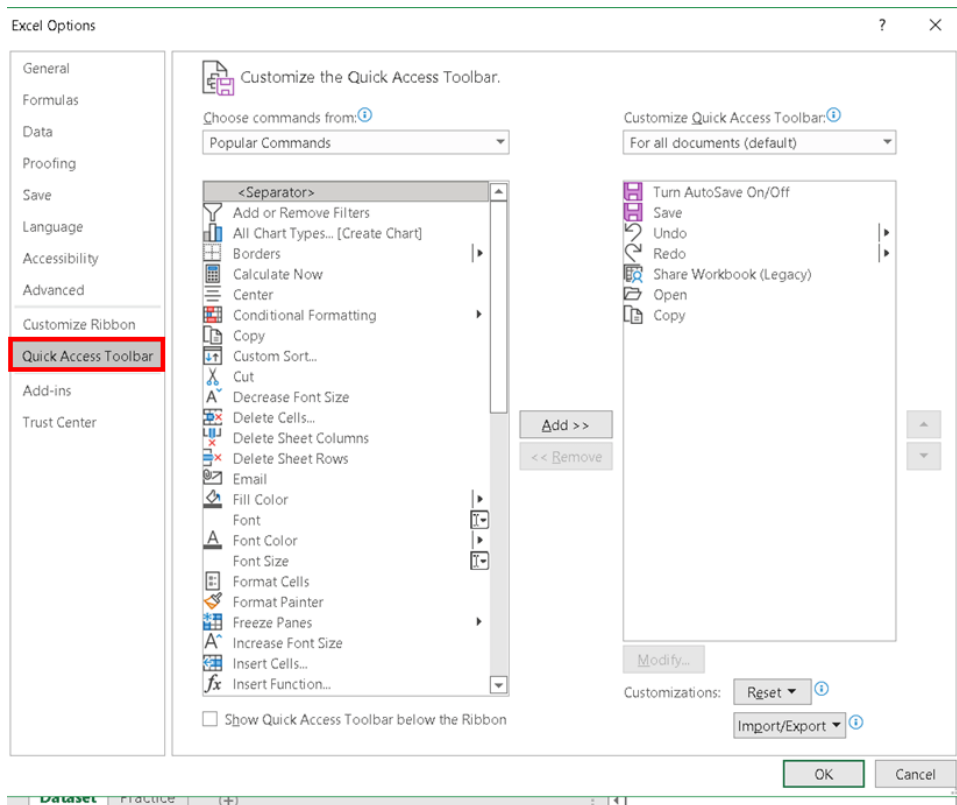 Excel Options
?
General
Formulas
Data
Proofing
Save
Language
Accessibility
Advanced
Customize Ribbon
Quick Access Toolbar
Add-ins
Trust Center
Customize the Quick Access Toolbar.
Choose commands from:
Popular Commands
<Separator>
Add or Remove Filters
All Chart Types... [Create Chart]
Borders
Calculate Now
Center
Conditional Formatting
Copy
Custom Sort...
Cut
Decrease Font Size
Delete Cells...
Delete Sheet Columns
Delete Sheet Rows
Email
Fill Color
Font
Font Color
Font Size
Format Cells
Format Painter
Freeze Panes
Increase Font Size
Insert Cells...
Insert Function...
Show Quick Access Toolbar below the Ribbon
Add >>
<< Remove
Customize Quick Access Toolbar:
For all documents (default)
Turn AutoSave On/Off
Save
Undo
Redo
Share Workbook (Legacy)
Open
Copy
Modify...
Customizations:
Reset
Import/Export
OK
Cancel
Dataset
Practice